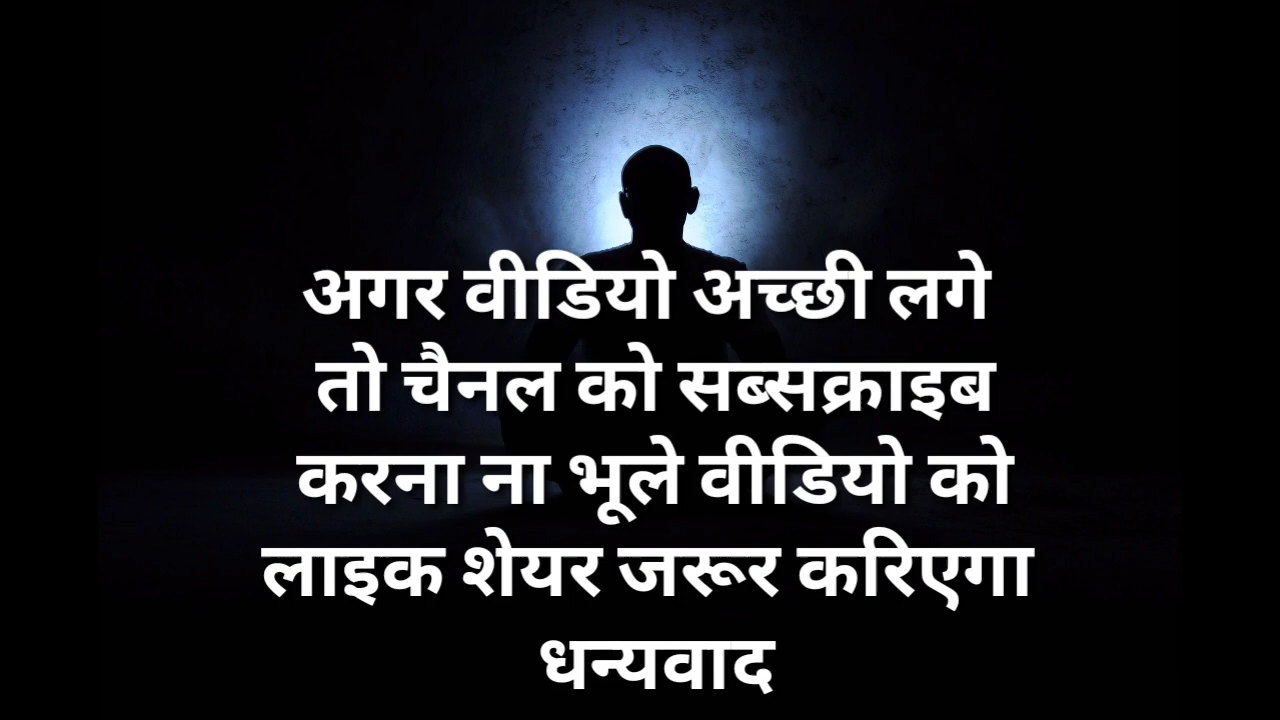 अगर वीडियो अच्छी लगे
तो चैनल को सब्सक्राइब
करना ना भूले वीडियो को
लाइक शेयर जरूर करिएगा
धन्यवाद